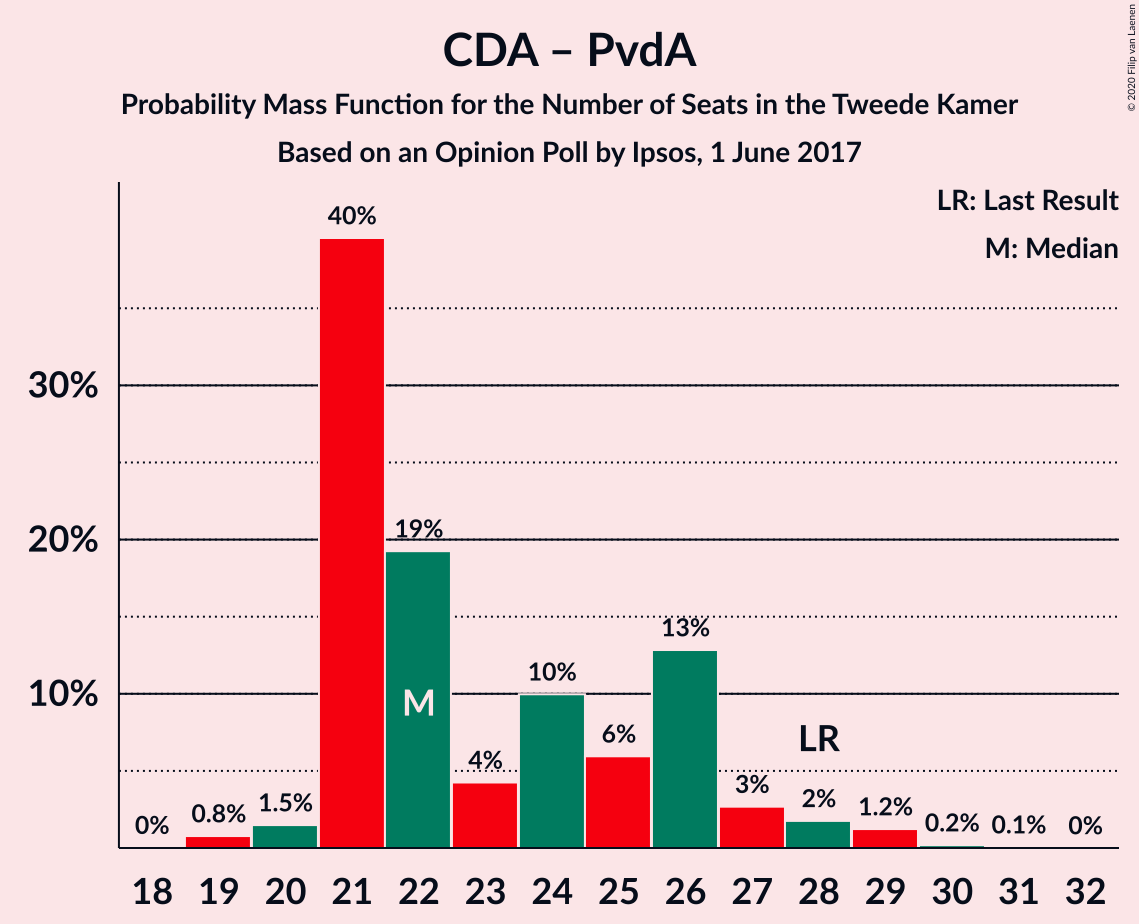 CDA – PvdA
Probability Mass Function for the Number of Seats in the Tweede Kamer
Based on an Opinion Poll by Ipsos, 1 June 2017
© 2020 Filip van Laenen
LR: Last Result
M: Median
40%
30%
20%
10%
19%
13%
10%
M
6%
LR
4%
3%
2%
1.5%
1.2%
0.8%
0%
0.2%
0.1%
0%
18 19 20 21 22 23 24 25 26 27 28 29 30 31 32